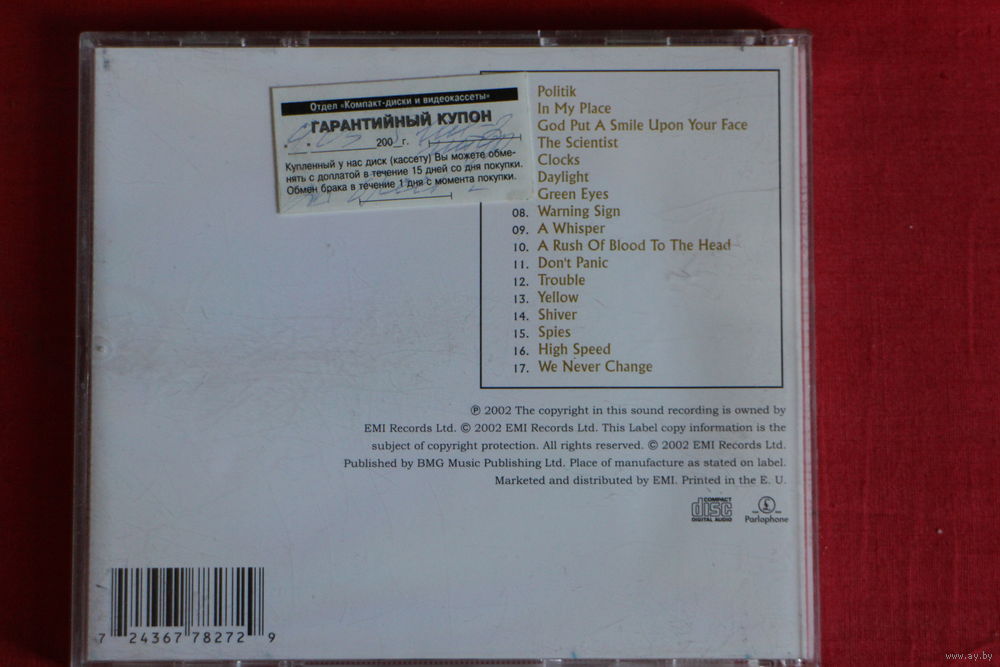 Отдел «Компакт-диски и видеокассеты»
ГАРАНТИЙНЫЙ КУПОН
200_г.
Купленный у нас диск (кассету) Вы можете обме-
нять с доплатой в течение 15 дней со дня покупки.
Обмен брака в течение 1 дня с момента покупки.
Politik
In My Place
God Put A Smile Upon Your Face
The Scientist
Clocks
Daylight
Green Eyes
08. Warning Sign
09. A Whisper
10. A Rush Of Blood To The Head
11. Don't Panic
12. Trouble
13. Yellow
14. Shiver
15. Spies
16. High Speed
17. We Never Change
℗ 2002 The copyright in this sound recording is owned by
EMI Records Ltd. © 2002 EMI Records Ltd. This Label copy information is the
subject of copyright protection. All rights reserved. © 2002 EMI Records Ltd.
Published by BMG Music Publishing Ltd. Place of manufacture as stated on label.
Marketed and distributed by EMI. Printed in the E. U.
COMPACT
disc
DIGITAL AUDIO
Parlophone
7 24367 78272 9
www.ay.by